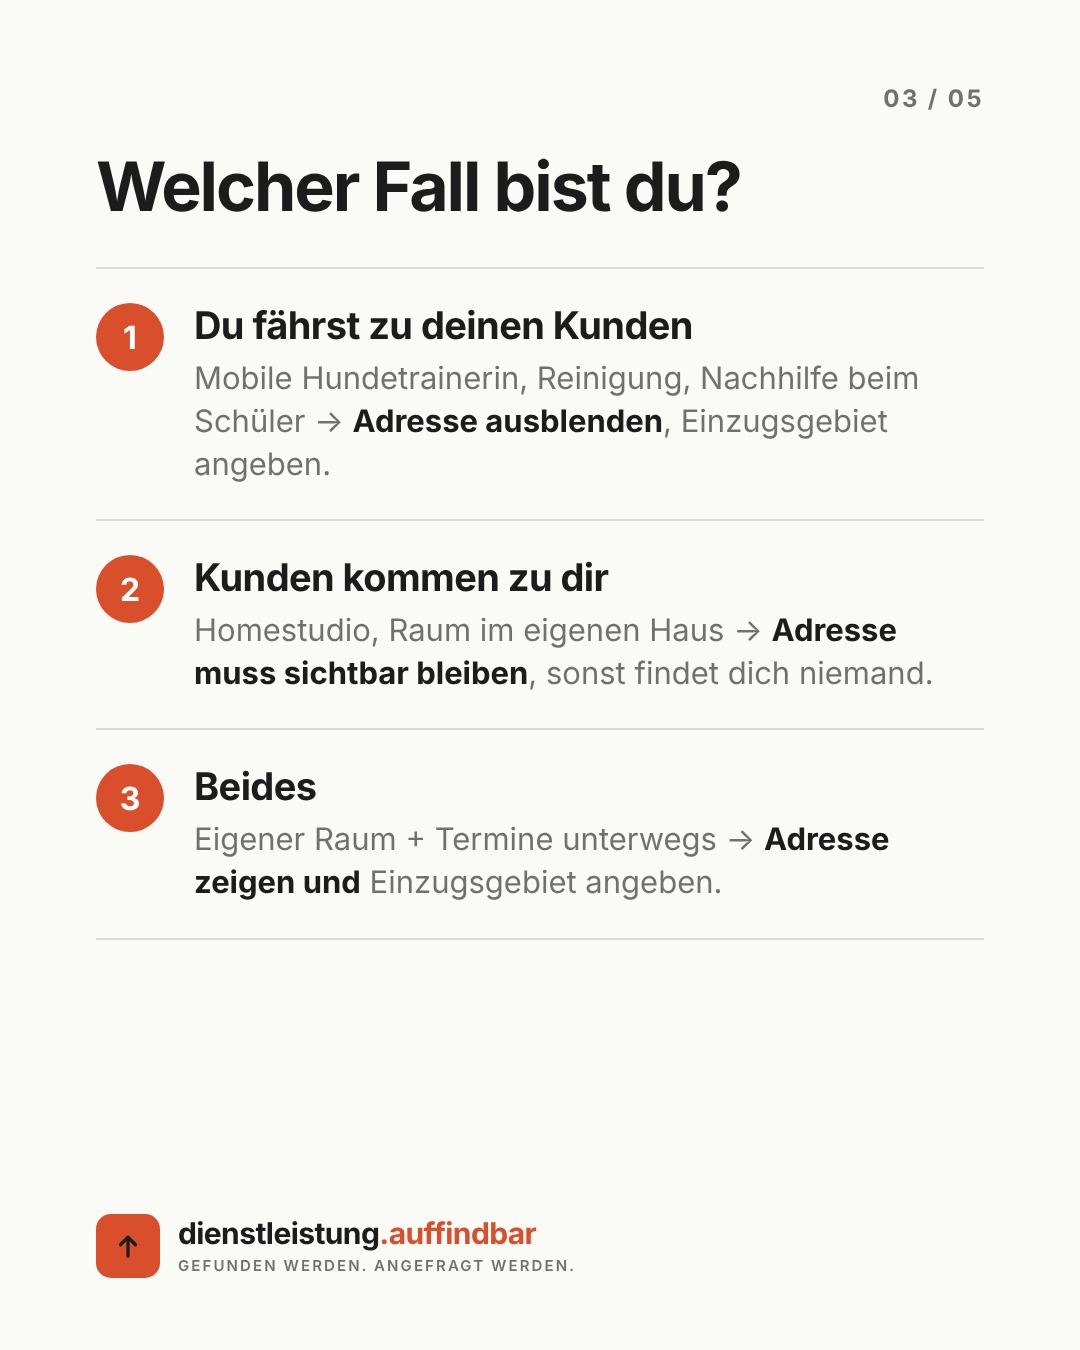 03 / 05
Welcher Fall bist du?
1
Du fährst zu deinen Kunden
Mobile Hundetrainerin, Reinigung, Nachhilfe beim
Schüler → Adresse ausblenden, Einzugsgebiet
angeben.
2
Kunden kommen zu dir
Homestudio, Raum im eigenen Haus → Adresse
muss sichtbar bleiben, sonst findet dich niemand.
3
Beides
Eigener Raum + Termine unterwegs → Adresse
zeigen und Einzugsgebiet angeben.
dienstleistung.auffindbar
GEFUNDEN WERDEN. ANGEFRAGT WERDEN.